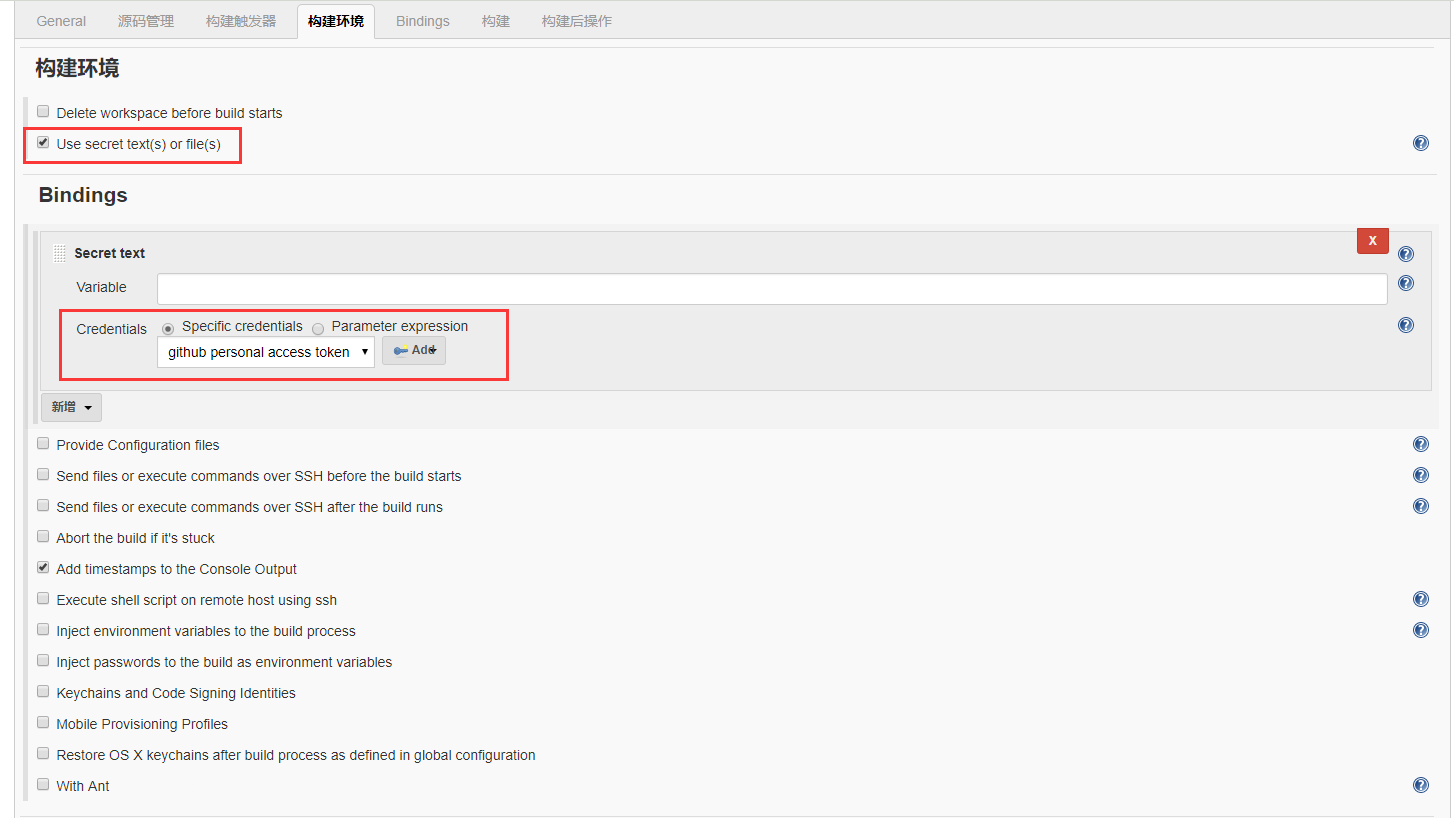 General 源码管理 构建触发器 构建环境 Bindings 构建 构建后操作
构建环境
Delete workspace before build starts
Use secret text(s) or file(s)
Bindings
Secret text
X
Variable
Credentials Specific credentials Parameter expression
github personal access token Add
新增
Provide Configuration files
Send files or execute commands over SSH before the build starts
Send files or execute commands over SSH after the build runs
Abort the build if it's stuck
Add timestamps to the Console Output
Execute shell script on remote host using ssh
Inject environment variables to the build process
Inject passwords to the build as environment variables
Keychains and Code Signing Identities
Mobile Provisioning Profiles
Restore OS X keychains after build process as defined in global configuration
With Ant